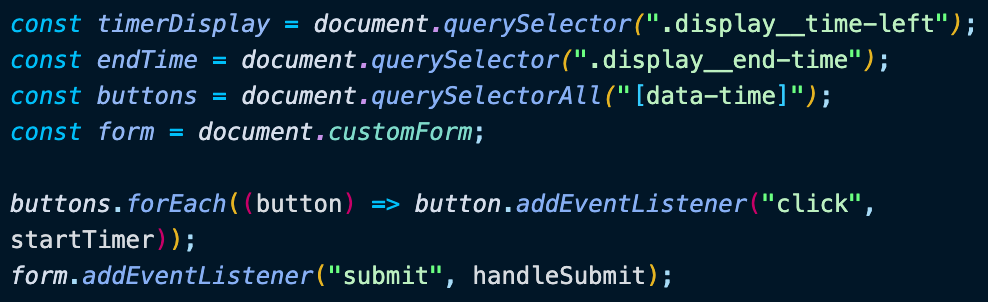 const timerDisplay = document.querySelector(".display__time-left");
const endTime = document.querySelector(".display__end-time");
const buttons = document.querySelectorAll("[data-time]");
const form = document.customForm;

buttons.forEach((button) => button.addEventListener("click",
startTimer));
form.addEventListener("submit", handleSubmit);